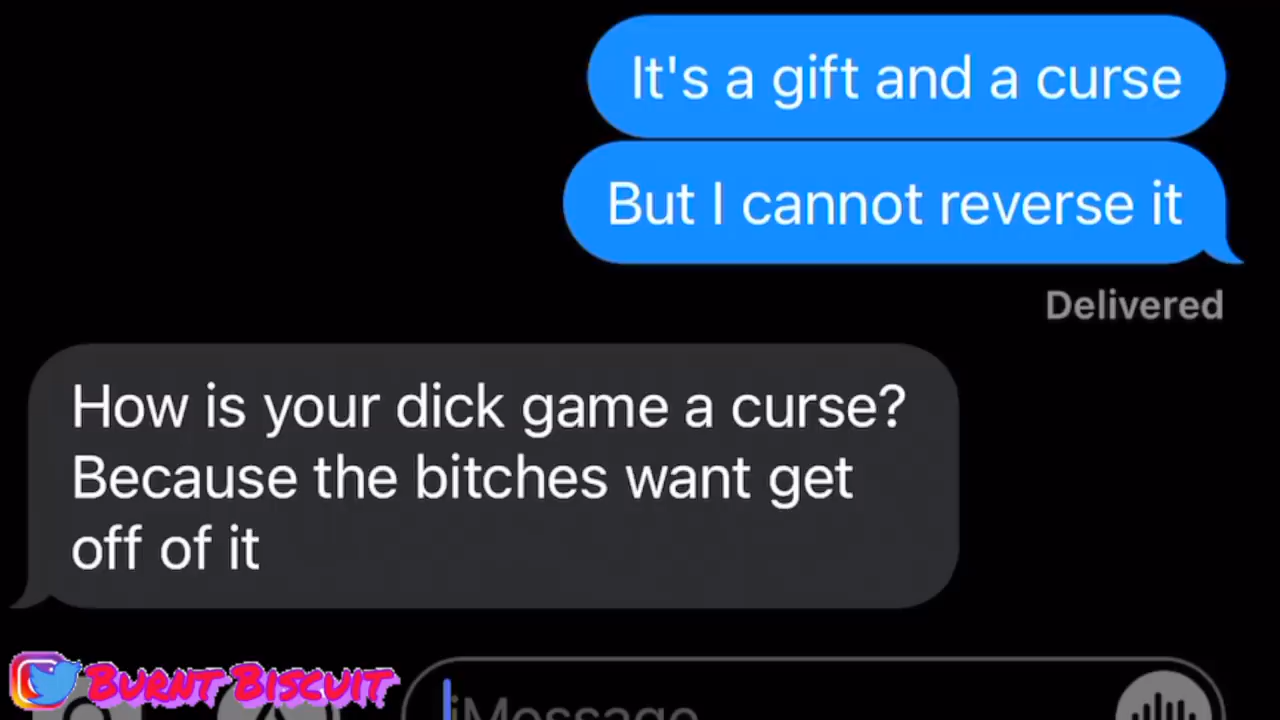 It's a gift and a curse
But I cannot reverse it
Delivered
How is your dick game a curse?
Because the bitches want get
off of it
Burnt Biscuit
iMessage